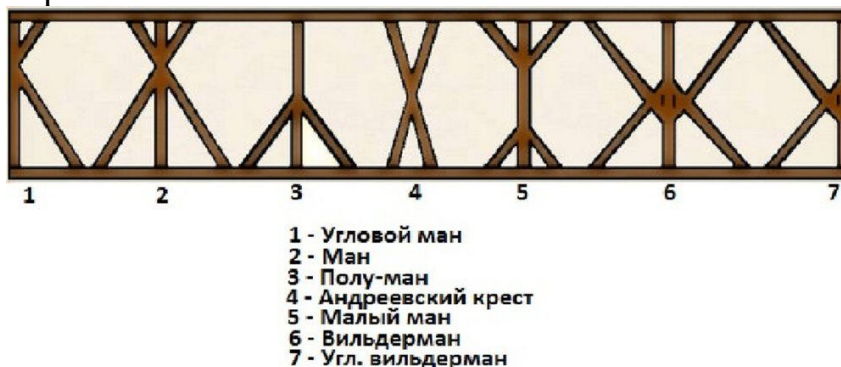 1 2 3 4 5 6 7
1 - Угловой ман
2 - Ман
3 - Полу-ман
4 - Андреевский крест
5 - Малый ман
6 - Вильдерман
7 - Угл. вильдерман